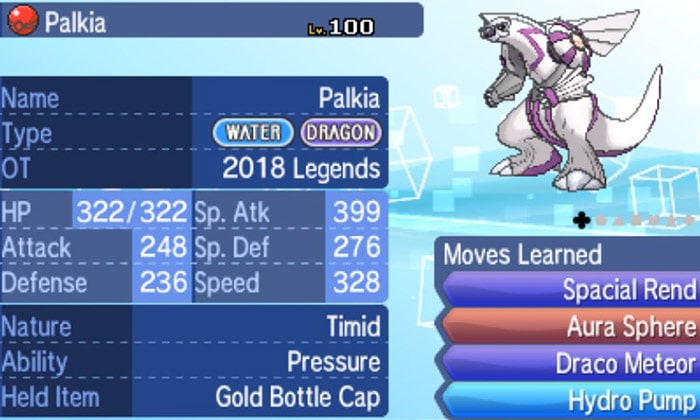 Palkia Lv.100
Name Palkia
Type WATER DRAGON
OT 2018 Legends
HP 322/322 Sp. Atk 399
Attack 248 Sp. Def 276
Defense 236 Speed 328
Nature Timid
Ability Pressure
Held Item Gold Bottle Cap
Moves Learned
Spacial Rend
Aura Sphere
Draco Meteor
Hydro Pump